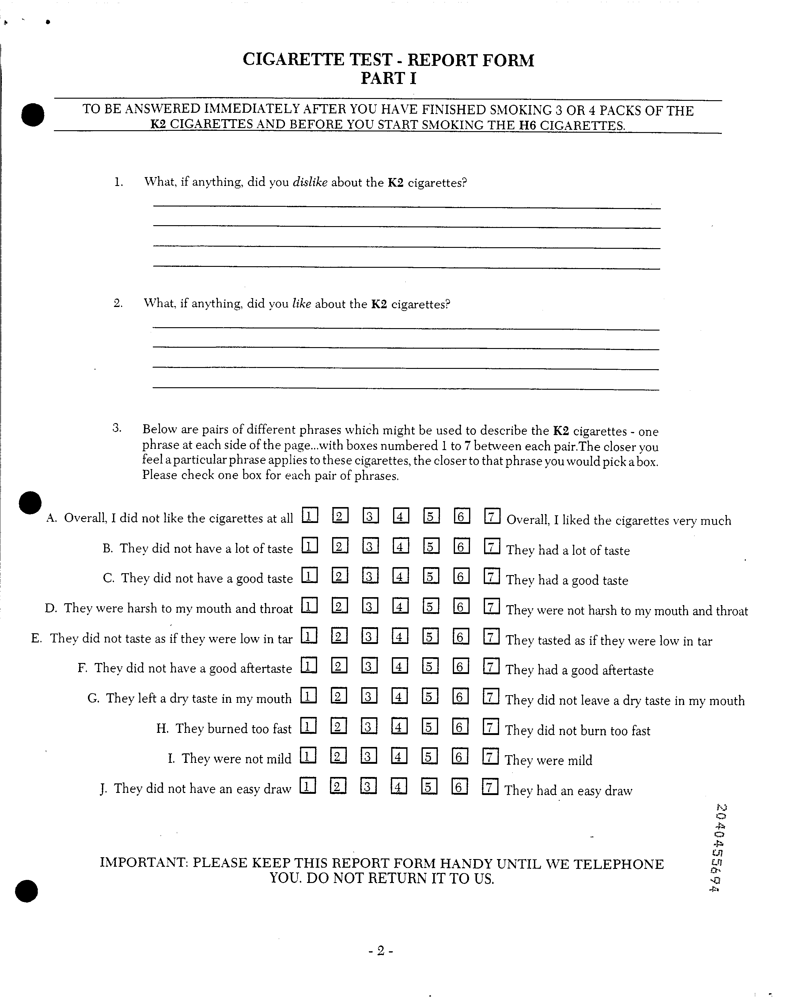 CIGARETTE TEST - REPORT FORM
PART I
TO BE ANSWERED IMMEDIATELY AFTER YOU HAVE FINISHED SMOKING 3 OR 4 PACKS OF THE
K2 CIGARETTES AND BEFORE YOU START SMOKING THE H6 CIGARETTES.
1. What, if anything, did you dislike about the K2 cigarettes?
2. What, if anything, did you like about the K2 cigarettes?
3. Below are pairs of different phrases which might be used to describe the K2 cigarettes - one
phrase at each side of the page...with boxes numbered 1 to 7 between each pair.The closer you
feel a particular phrase applies to these cigarettes, the closer to that phrase you would pick a box.
Please check one box for each pair of phrases.
A. Overall, I did not like the cigarettes at all 1 2 3 4 5 6 7 Overall, I liked the cigarettes very much
B. They did not have a lot of taste 1 2 3 4 5 6 7 They had a lot of taste
C. They did not have a good taste 1 2 3 4 5 6 7 They had a good taste
D. They were harsh to my mouth and throat 1 2 3 4 5 6 7 They were not harsh to my mouth and throat
E. They did not taste as if they were low in tar 1 2 3 4 5 6 7 They tasted as if they were low in tar
F. They did not have a good aftertaste 1 2 3 4 5 6 7 They had a good aftertaste
G. They left a dry taste in my mouth 1 2 3 4 5 6 7 They did not leave a dry taste in my mouth
H. They burned too fast 1 2 3 4 5 6 7 They did not burn too fast
I. They were not mild 1 2 3 4 5 6 7 They were mild
J. They did not have an easy draw 1 2 3 4 5 6 7 They had an easy draw
2040455694
IMPORTANT: PLEASE KEEP THIS REPORT FORM HANDY UNTIL WE TELEPHONE
YOU. DO NOT RETURN IT TO US.
- 2 -